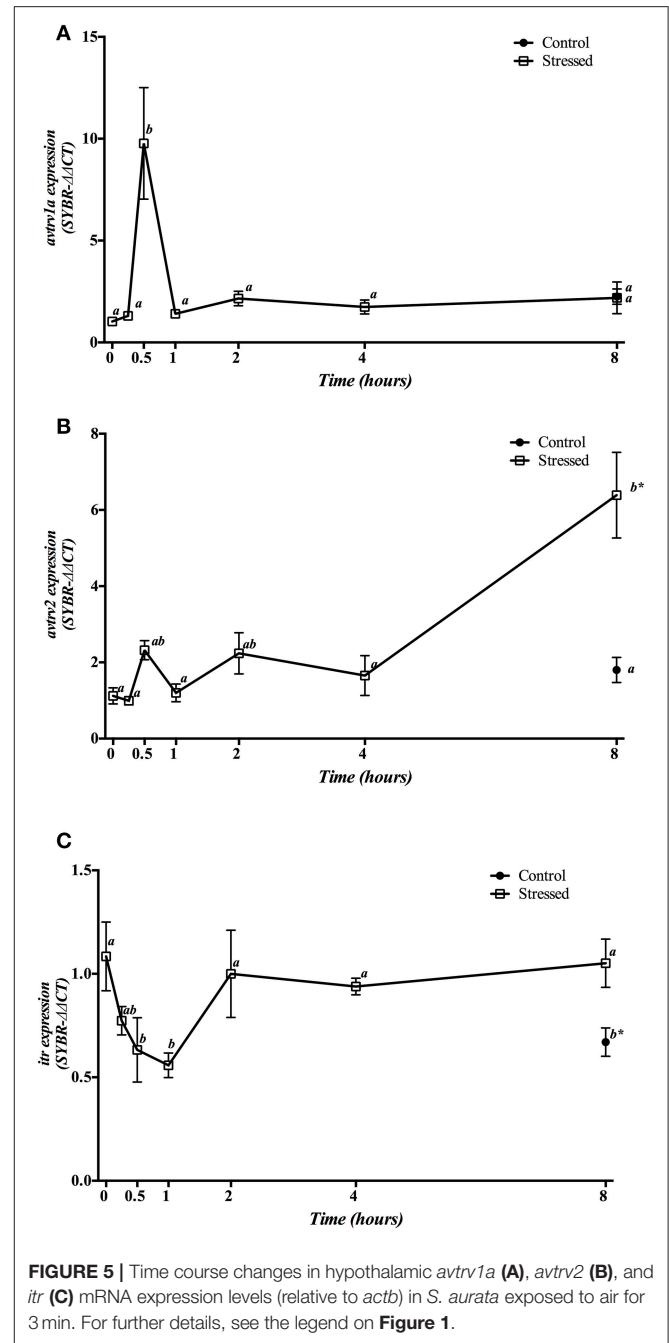 A
avtrv1a expression
(SYBR-ΔΔCT)
15
10
5
0
Control
Stressed
a
a
b
a
a
a
a
a
0
0.5
1
2
4
8
Time (hours)
B
avtrv2 expression
(SYBR-ΔΔCT)
8
6
4
2
0
Control
Stressed
a
a
ab
a
ab
a
b*
a
0
0.5
1
2
4
8
Time (hours)
C
itr expression
(SYBR-ΔΔCT)
1.5
1.0
0.5
0.0
Control
Stressed
a
ab
b
b
a
a
a
b*
0
0.5
1
2
4
8
Time (hours)
FIGURE 5 | Time course changes in hypothalamic avtrv1a (A), avtrv2 (B), and
itr (C) mRNA expression levels (relative to actb) in S. aurata exposed to air for
3 min. For further details, see the legend on Figure 1.